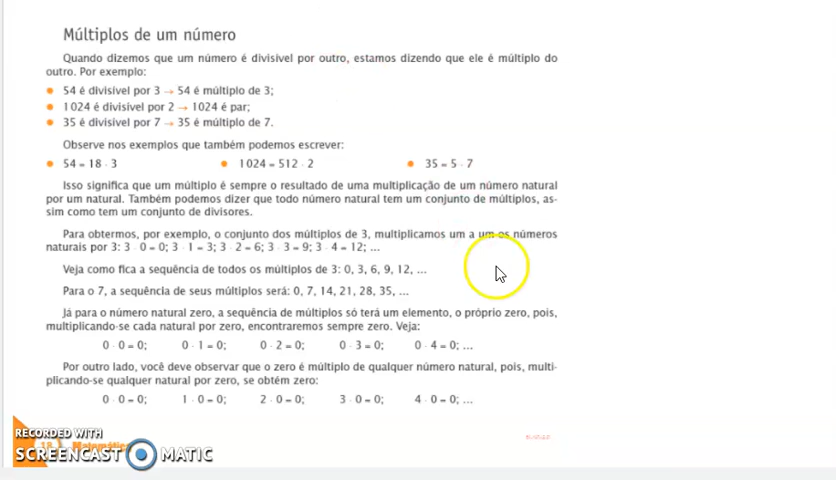 Múltiplos de um número
Quando dizemos que um número é divisível por outro, estamos dizendo que ele é múltiplo do
outro. Por exemplo:
54 é divisível por 3 → 54 é múltiplo de 3;
1 024 é divisível por 2 → 1024 é par;
35 é divisível por 7 → 35 é múltiplo de 7.
Observe nos exemplos que também podemos escrever:
54 = 18 · 3 1 024 = 512 · 2 35 = 5 · 7
Isso significa que um múltiplo é sempre o resultado de uma multiplicação de um número natural
por um natural. Também podemos dizer que todo número natural tem um conjunto de múltiplos, as-
sim como tem um conjunto de divisores.
Para obtermos, por exemplo, o conjunto dos múltiplos de 3, multiplicamos um a um os números
naturais por 3: 3 · 0 = 0; 3 · 1 = 3; 3 · 2 = 6; 3 · 3 = 9; 3 · 4 = 12; ...
Veja como fica a sequência de todos os múltiplos de 3: 0, 3, 6, 9, 12, ...
Para o 7, a sequência de seus múltiplos será: 0, 7, 14, 21, 28, 35, ...
Já para o número natural zero, a sequência de múltiplos só terá um elemento, o próprio zero, pois,
multiplicando-se cada natural por zero, encontraremos sempre zero. Veja:
0 · 0 = 0; 0 · 1 = 0; 0 · 2 = 0; 0 · 3 = 0; 0 · 4 = 0; ...
Por outro lado, você deve observar que o zero é múltiplo de qualquer número natural, pois, multi-
plicando-se qualquer natural por zero, se obtém zero:
0 · 0 = 0; 1 · 0 = 0; 2 · 0 = 0; 3 · 0 = 0; 4 · 0 = 0; ...
RECORDED WITH
18 Matemática
SCREENCAST MATIC